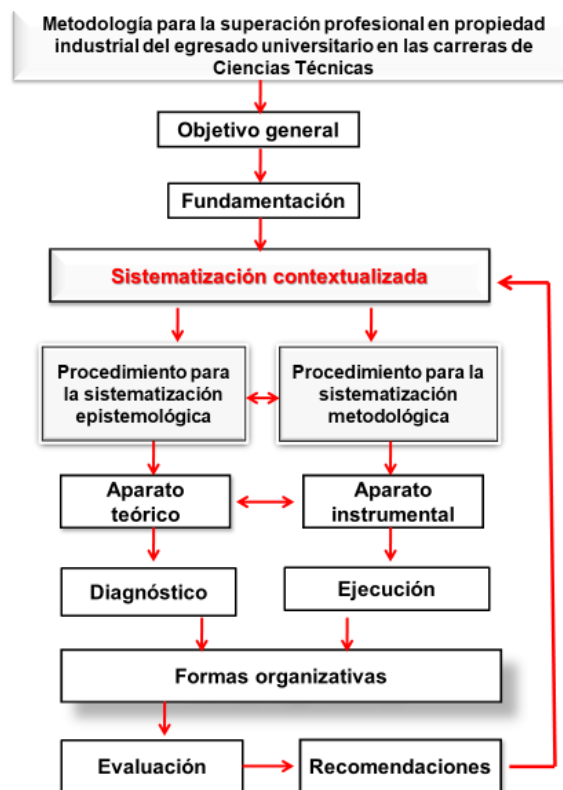 Metodología para la superación profesional en propiedad
industrial del egresado universitario en las carreras de
Ciencias Técnicas
Objetivo general
Fundamentación
Sistematización contextualizada
Procedimiento para
la sistematización
epistemológica
Procedimiento para la
sistematización
metodológica
Aparato
teórico
Aparato
instrumental
Diagnóstico
Ejecución
Formas organizativas
Evaluación
Recomendaciones